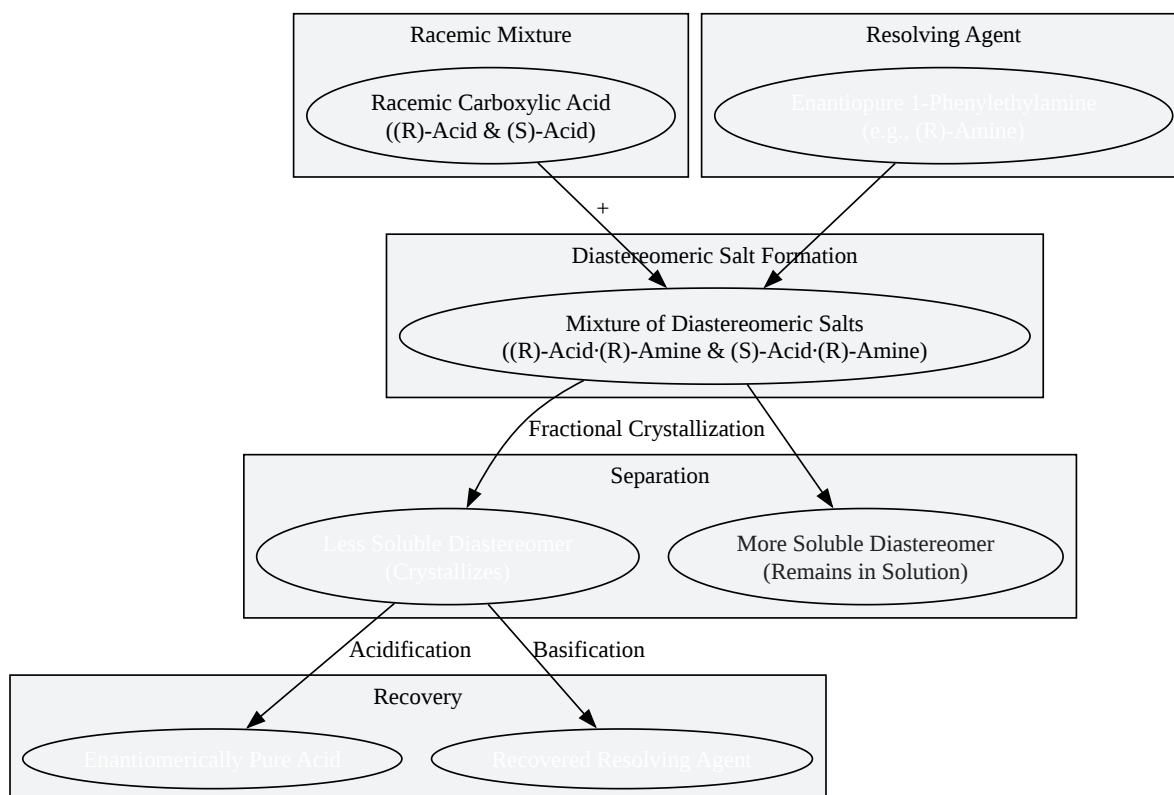 Racemic Mixture
Resolving Agent
Racemic Carboxylic Acid
((R)-Acid & (S)-Acid)
Enantiopure 1-Phenylethylamine
(e.g., (R)-Amine)
+
Diastereomeric Salt Formation
Mixture of Diastereomeric Salts
((R)-Acid·(R)-Amine & (S)-Acid·(R)-Amine)
Fractional Crystallization
Separation
Less Soluble Diastereomer
(Crystallizes)
More Soluble Diastereomer
(Remains in Solution)
Acidification
Basification
Recovery
Enantiomerically Pure Acid
Recovered Resolving Agent